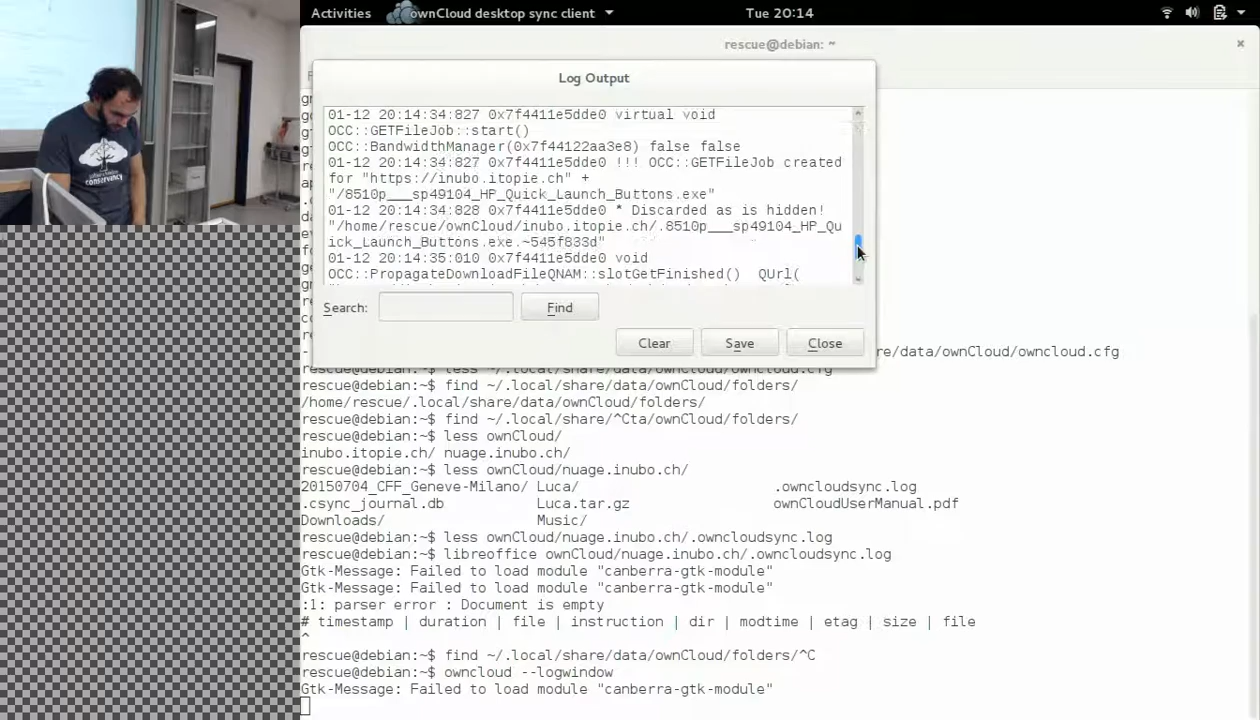 Activities
ownCloud desktop sync client
Tue 20:14
rescue@debian: ~
Log Output
01-12 20:14:34:827 0x7f4411e5dde0 virtual void
OCC::GETFileJob::start()
OCC::BandwidthManager(0x7f44122aa3e8) false false
01-12 20:14:34:827 0x7f4411e5dde0 !!! OCC::GETFileJob created
for "https://inubo.itopie.ch" +
"/8510p___sp49104_HP_Quick_Launch_Buttons.exe"
01-12 20:14:34:828 0x7f4411e5dde0 * Discarded as is hidden!
"/home/rescue/ownCloud/inubo.itopie.ch/.8510p___sp49104_HP_Qu
ick_Launch_Buttons.exe.~545f833d"
01-12 20:14:35:010 0x7f4411e5dde0 void
OCC::PropagateDownloadFileQNAM::slotGetFinished() QUrl(
Search:
Find
Clear
Save
Close
re/data/ownCloud/owncloud.cfg
rescue@debian:~$ less ~/.local/share/data/ownCloud/owncloud.cfg
rescue@debian:~$ find ~/.local/share/data/ownCloud/folders/
/home/rescue/.local/share/data/ownCloud/folders/
rescue@debian:~$ find ~/.local/share/^Cta/ownCloud/folders/
rescue@debian:~$ less ownCloud/
inubo.itopie.ch/ nuage.inubo.ch/
rescue@debian:~$ less ownCloud/nuage.inubo.ch/
20150704_CFF_Geneve-Milano/ Luca/ .owncloudsync.log
.csync_journal.db Luca.tar.gz ownCloudUserManual.pdf
Downloads/ Music/
rescue@debian:~$ less ownCloud/nuage.inubo.ch/.owncloudsync.log
rescue@debian:~$ libreoffice ownCloud/nuage.inubo.ch/.owncloudsync.log
Gtk-Message: Failed to load module "canberra-gtk-module"
Gtk-Message: Failed to load module "canberra-gtk-module"
:1: parser error : Document is empty
# timestamp | duration | file | instruction | dir | modtime | etag | size | file
^
rescue@debian:~$ find ~/.local/share/data/ownCloud/folders/^C
rescue@debian:~$ owncloud --logwindow
Gtk-Message: Failed to load module "canberra-gtk-module"
conservancy